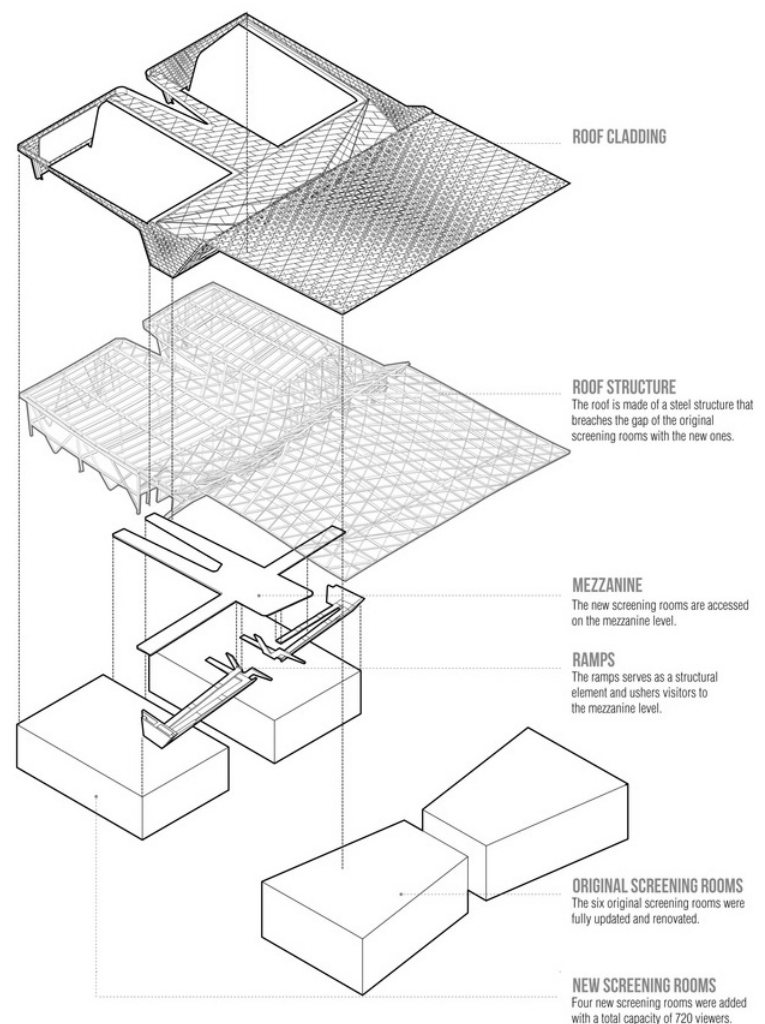 ROOF CLADDING
ROOF STRUCTURE
The roof is made of a steel structure that
breaches the gap of the original
screening rooms with the new ones.
MEZZANINE
The new screening rooms are accessed
on the mezzanine level.
RAMPS
The ramps serves as a structural
element and ushers visitors to
the mezzanine level.
ORIGINAL SCREENING ROOMS
The six original screening rooms were
fully updated and renovated.
NEW SCREENING ROOMS
Four new screening rooms were added
with a total capacity of 720 viewers.